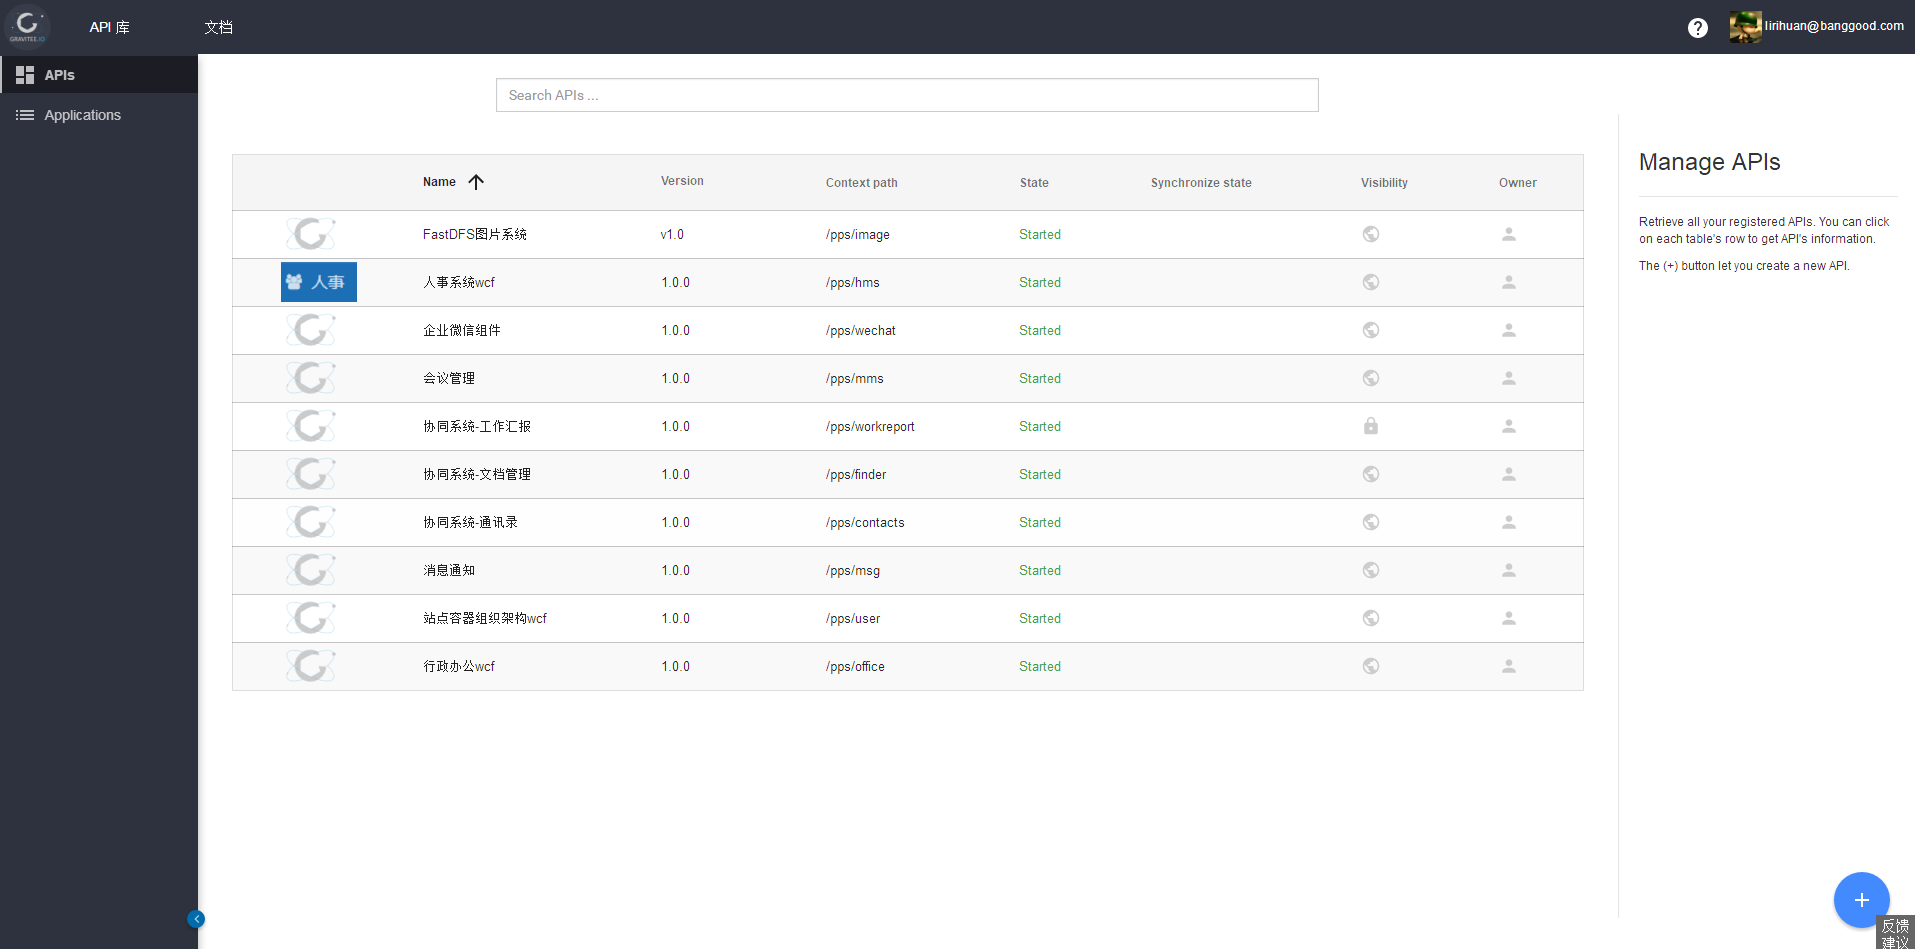 GRAVITEE.IO
API 库
文档
lirihuan@banggood.com
APIs
Applications
Search APIs ...
Name Version Context path State Synchronize state Visibility Owner
FastDFS图片系统 v1.0 /pps/image Started
人事 人事系统wcf 1.0.0 /pps/hms Started
企业微信组件 1.0.0 /pps/wechat Started
会议管理 1.0.0 /pps/mms Started
协同系统-工作汇报 1.0.0 /pps/workreport Started
协同系统-文档管理 1.0.0 /pps/finder Started
协同系统-通讯录 1.0.0 /pps/contacts Started
消息通知 1.0.0 /pps/msg Started
站点容器组织架构wcf 1.0.0 /pps/user Started
行政办公wcf 1.0.0 /pps/office Started
Manage APIs
Retrieve all your registered APIs. You can click
on each table's row to get API's information.
The (+) button let you create a new API.
反馈
建议